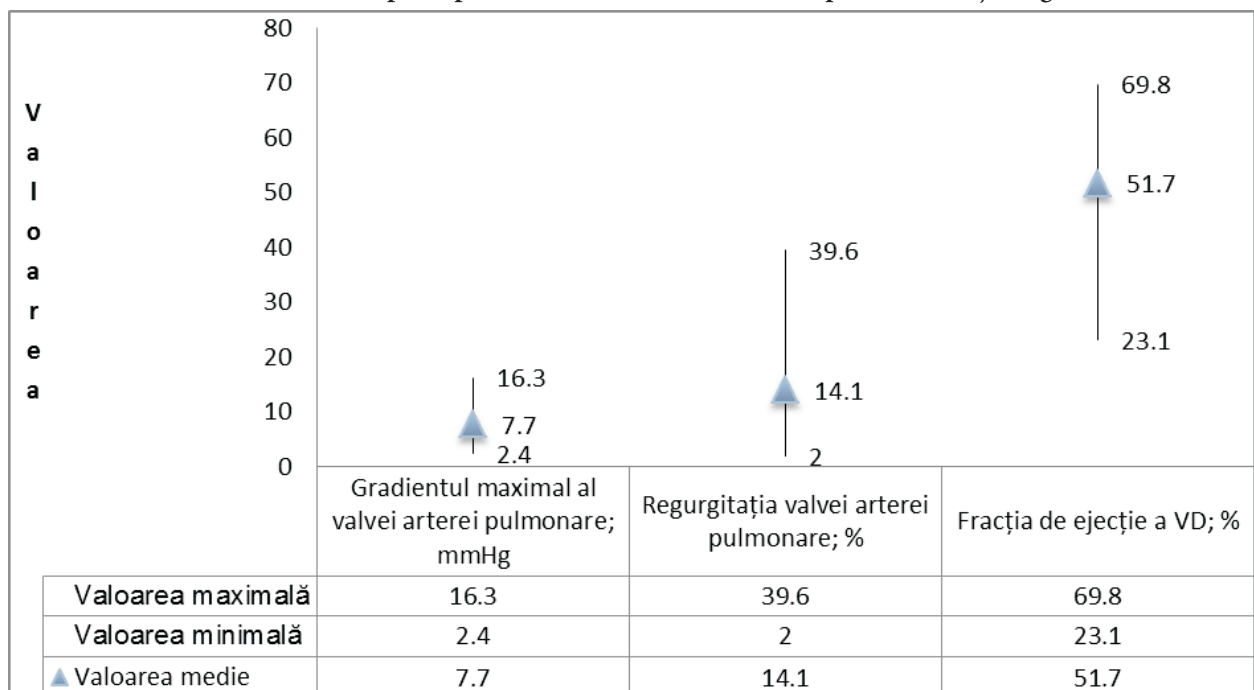 80
70
60
50
40
30
20
10
0
Valoarea
69.8
51.7
23.1
39.6
14.1
2
16.3
7.7
2.4
Gradientul maximal al
valvei arterei pulmonare;
mmHg
Regurgitația valvei arterei
pulmonare; %
Fracția de ejecție a VD; %
Valoarea maximală 16.3 39.6 69.8
Valoarea minimală 2.4 2 23.1
Valoarea medie 7.7 14.1 51.7